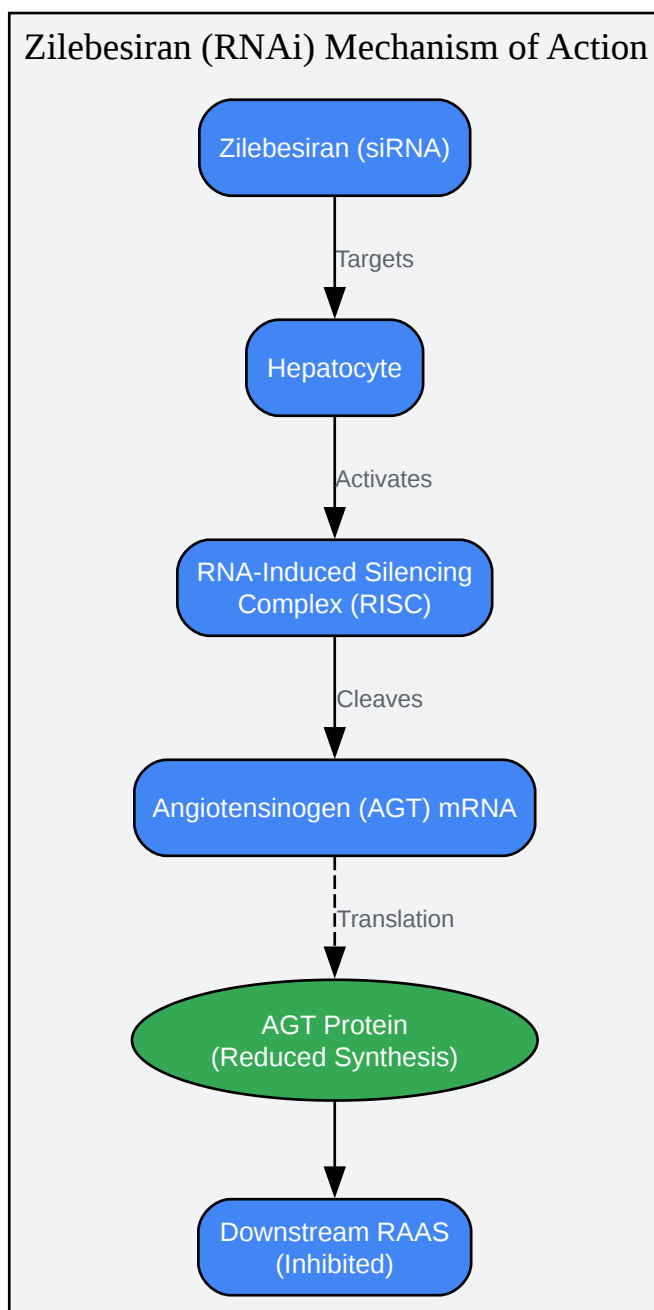 Zilebesiran (RNAi) Mechanism of Action
Zilebesiran (siRNA)
Targets
Hepatocyte
Activates
RNA-Induced Silencing
Complex (RISC)
Cleaves
Angiotensinogen (AGT) mRNA
Translation
AGT Protein
(Reduced Synthesis)
Downstream RAAS
(Inhibited)